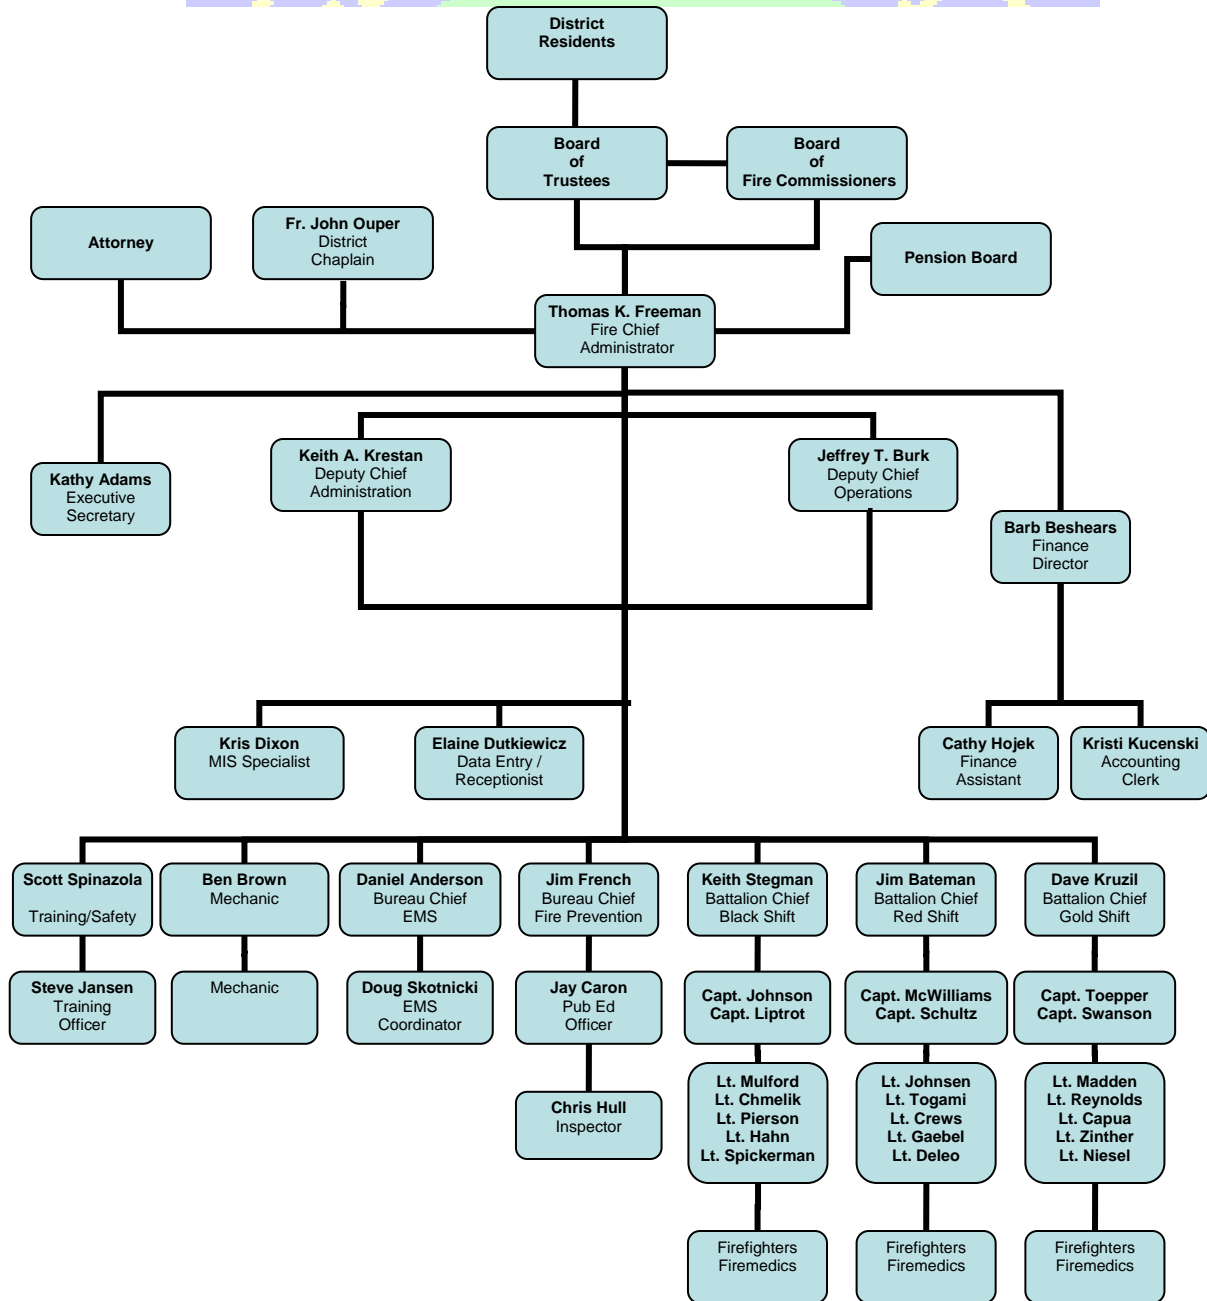 District
Residents
Board
of
Trustees
Board
of
Fire Commissioners
Attorney
Fr. John Ouper
District
Chaplain
Pension Board
Thomas K. Freeman
Fire Chief
Administrator
Kathy Adams
Executive
Secretary
Keith A. Krestan
Deputy Chief
Administration
Jeffrey T. Burk
Deputy Chief
Operations
Barb Beshears
Finance
Director
Kris Dixon
MIS Specialist
Elaine Dutkiewicz
Data Entry /
Receptionist
Cathy Hojek
Finance
Assistant
Kristi Kucenski
Accounting
Clerk
Scott Spinazola
Training/Safety
Ben Brown
Mechanic
Daniel Anderson
Bureau Chief
EMS
Jim French
Bureau Chief
Fire Prevention
Keith Stegman
Battalion Chief
Black Shift
Jim Bateman
Battalion Chief
Red Shift
Dave Kruzil
Battalion Chief
Gold Shift
Steve Jansen
Training
Officer
Mechanic
Doug Skotnicki
EMS
Coordinator
Jay Caron
Pub Ed
Officer
Capt. Johnson
Capt. Liptrot
Capt. McWilliams
Capt. Schultz
Capt. Toepper
Capt. Swanson
Chris Hull
Inspector
Lt. Mulford
Lt. Chmelik
Lt. Pierson
Lt. Hahn
Lt. Spickerman
Lt. Johnsen
Lt. Togami
Lt. Crews
Lt. Gaebel
Lt. Deleo
Lt. Madden
Lt. Reynolds
Lt. Capua
Lt. Zinther
Lt. Niesel
Firefighters
Firemedics
Firefighters
Firemedics
Firefighters
Firemedics